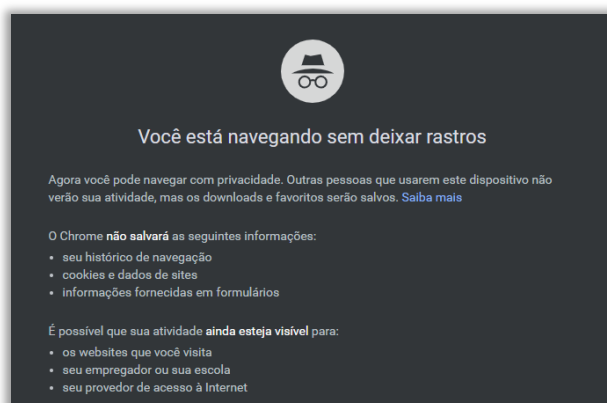 Você está navegando sem deixar rastros
Agora você pode navegar com privacidade. Outras pessoas que usarem este dispositivo não
verão sua atividade, mas os downloads e favoritos serão salvos. Saiba mais
O Chrome não salvará as seguintes informações:
• seu histórico de navegação
• cookies e dados de sites
• informações fornecidas em formulários
É possível que sua atividade ainda esteja visível para:
• os websites que você visita
• seu empregador ou sua escola
• seu provedor de acesso à Internet